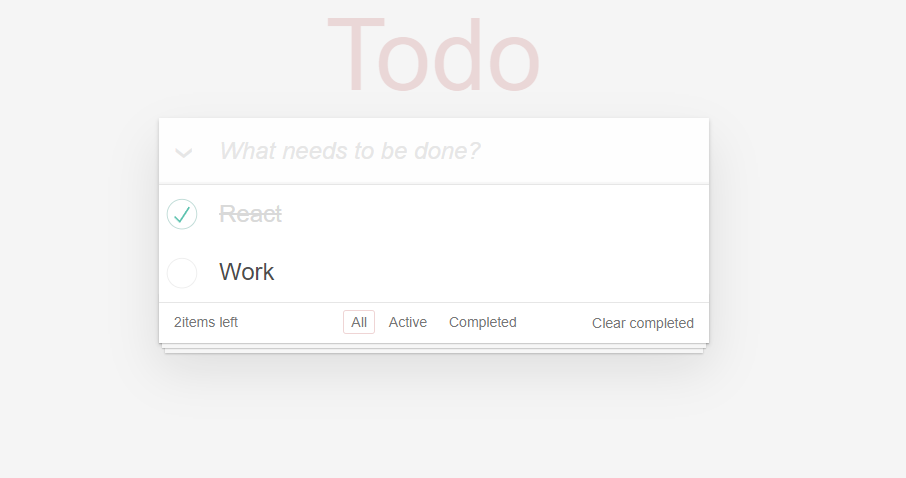 Todo
What needs to be done?
React
Work
2items left All Active Completed Clear completed